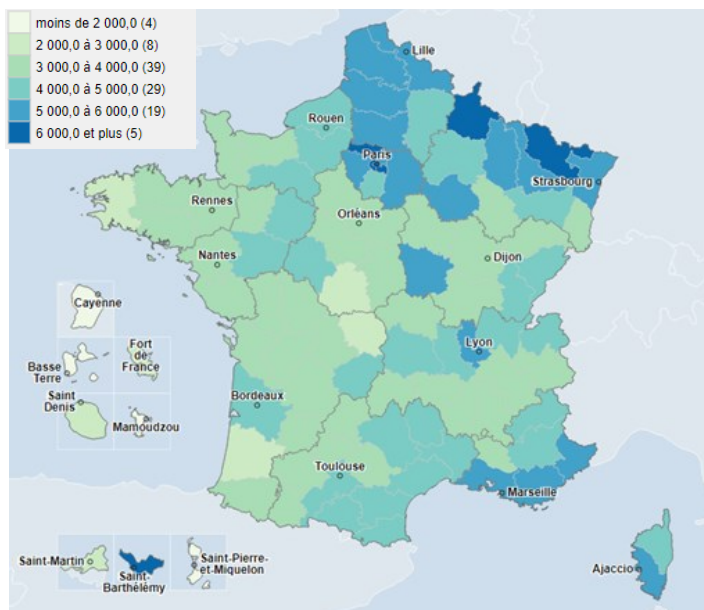 moins de 2 000,0 (4)
2 000,0 à 3 000,0 (8)
3 000,0 à 4 000,0 (39)
4 000,0 à 5 000,0 (29)
5 000,0 à 6 000,0 (19)
6 000,0 et plus (5)
Lille
Rouen
Paris
Strasbourg
Rennes
Orléans
Nantes
Dijon
Cayenne
Lyon
Basse
Terre
Fort
de
France
Saint
Denis
Mamoudzou
Bordeaux
Toulouse
Marseille
Saint-Martin
Saint-
Barthélémy
Saint-Pierre-
et-Miquelon
Ajaccio